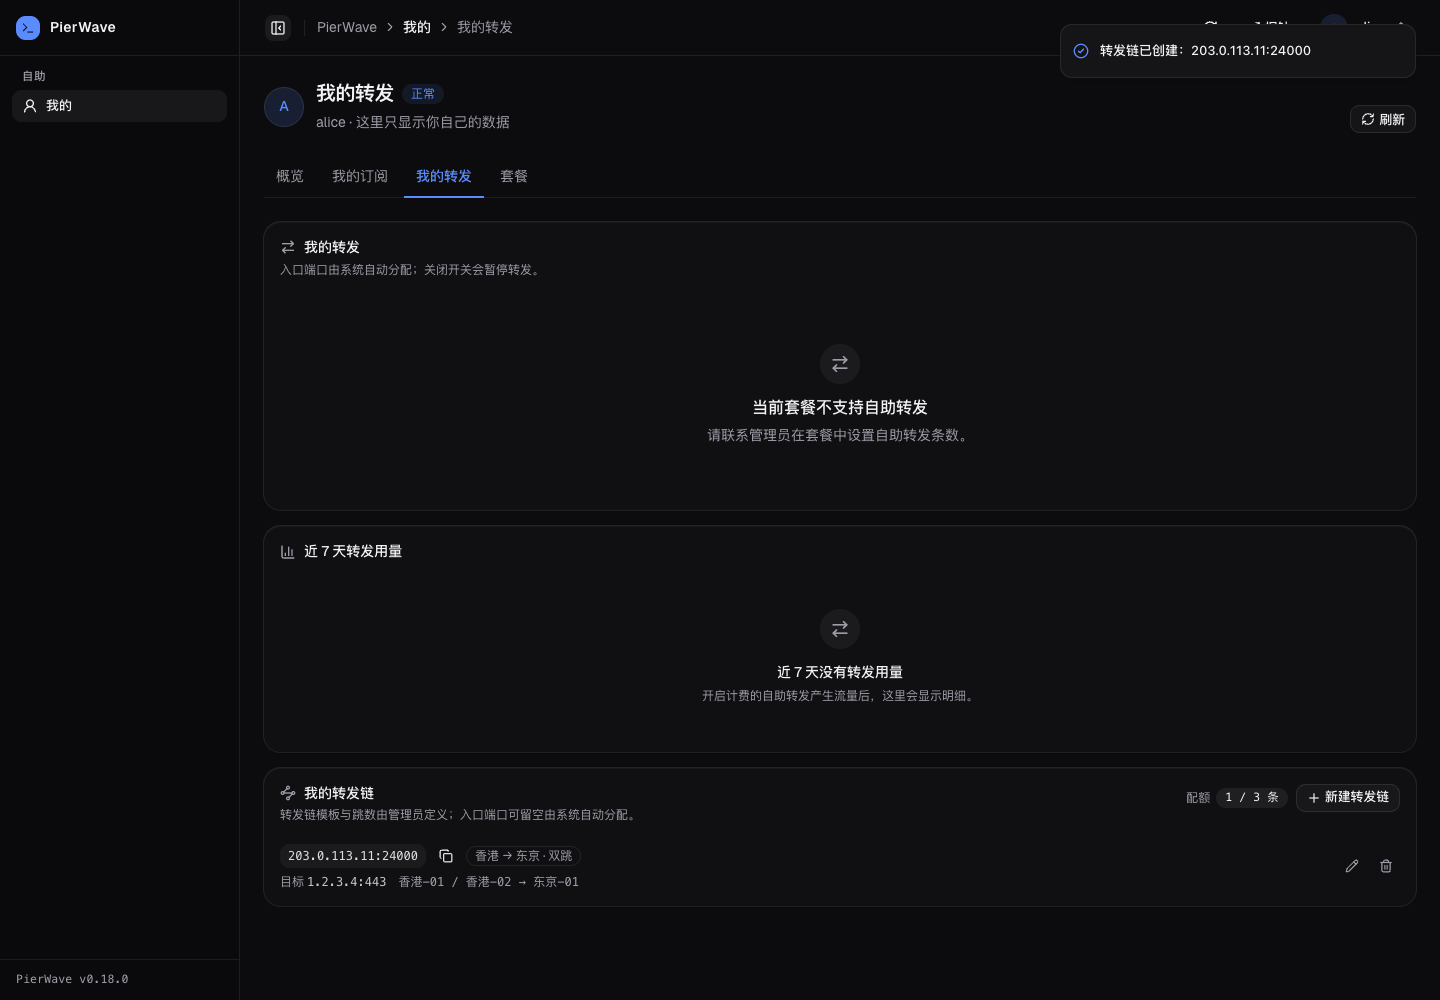 PierWave
PierWave > 我的 > 我的转发
转发链已创建：203.0.113.11:24000
自助
我的
A
我的转发
正常
alice · 这里只显示你自己的数据
刷新
概览
我的订阅
我的转发
套餐
我的转发
入口端口由系统自动分配；关闭开关会暂停转发。
当前套餐不支持自助转发
请联系管理员在套餐中设置自助转发条数。
近 7 天转发用量
近 7 天没有转发用量
开启计费的自助转发产生流量后，这里会显示明细。
我的转发链
转发链模板与跳数由管理员定义；入口端口可留空由系统自动分配。
配额
1 / 3 条
新建转发链
203.0.113.11:24000
香港 → 东京 · 双跳
目标 1.2.3.4:443 香港-01 / 香港-02 → 东京-01
PierWave v0.18.0